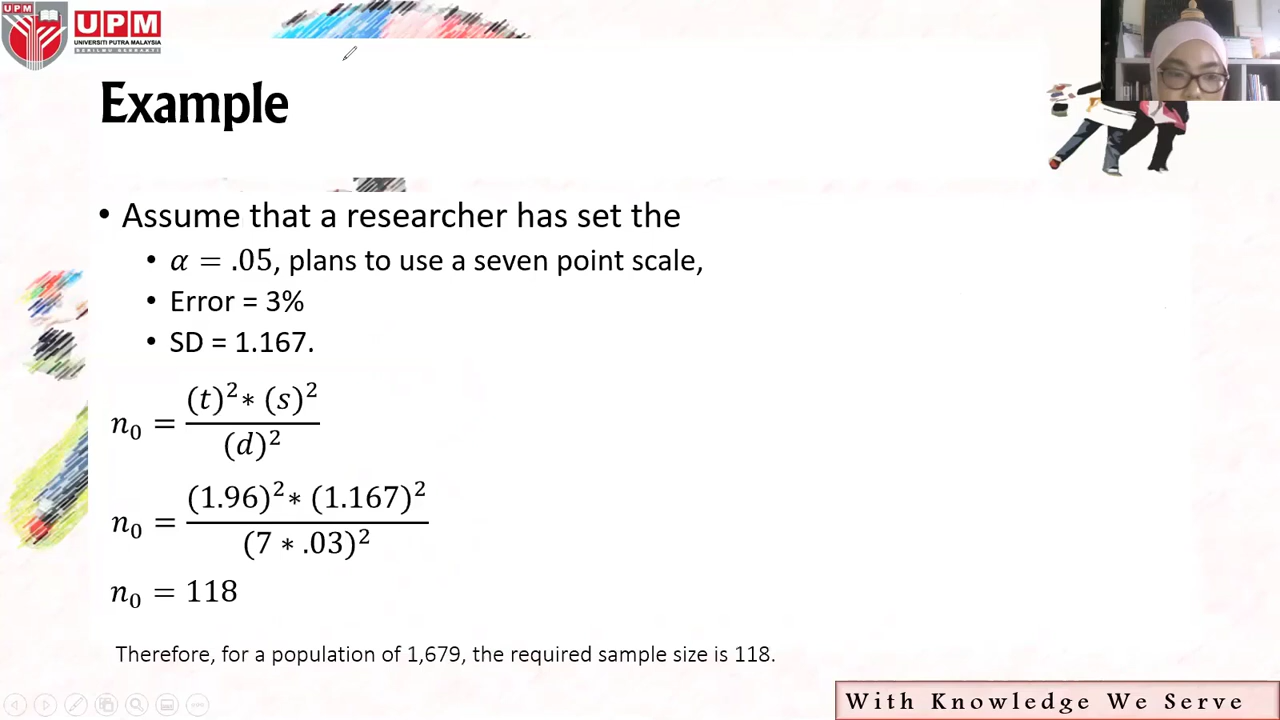 UPM
UPM
UNIVERSITI PUTRA MALAYSIA
BERILMU BERBAKTI
Example
• Assume that a researcher has set the
• α = .05, plans to use a seven point scale,
• Error = 3%
• SD = 1.167.
n₀ = (t)² * (s)² / (d)²
n₀ = (1.96)² * (1.167)² / (7 * .03)²
n₀ = 118
Therefore, for a population of 1,679, the required sample size is 118.
With Knowledge We Serve